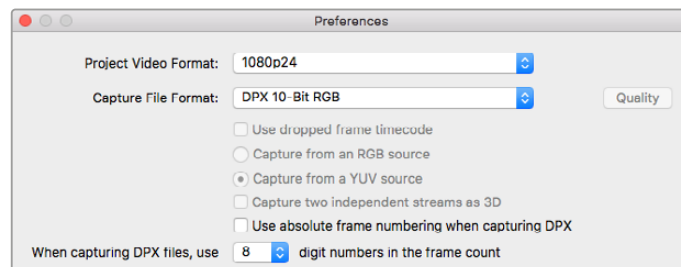 Preferences
Project Video Format: 1080p24
Capture File Format: DPX 10-Bit RGB Quality
Use dropped frame timecode
Capture from an RGB source
Capture from a YUV source
Capture two independent streams as 3D
Use absolute frame numbering when capturing DPX
When capturing DPX files, use 8 digit numbers in the frame count